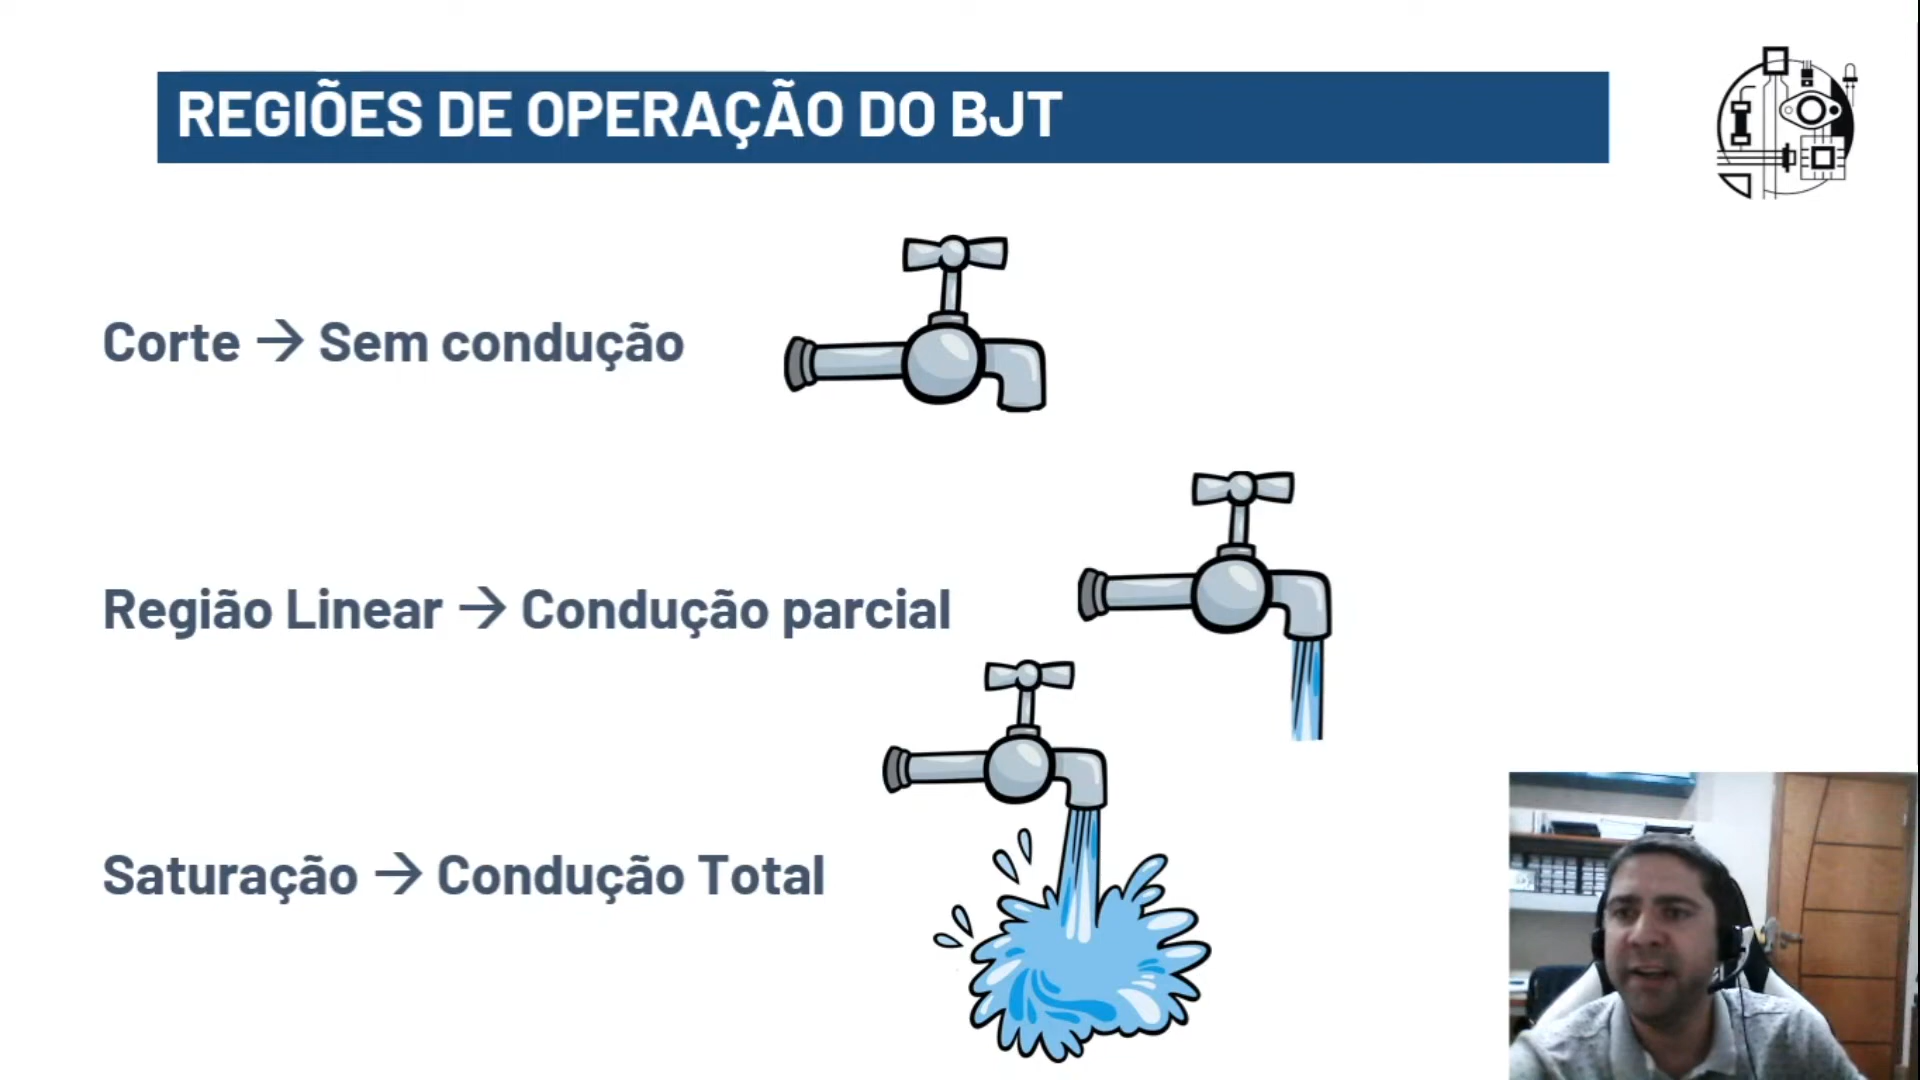 REGIÕES DE OPERAÇÃO DO BJT
Corte → Sem condução
Região Linear → Condução parcial
Saturação → Condução Total